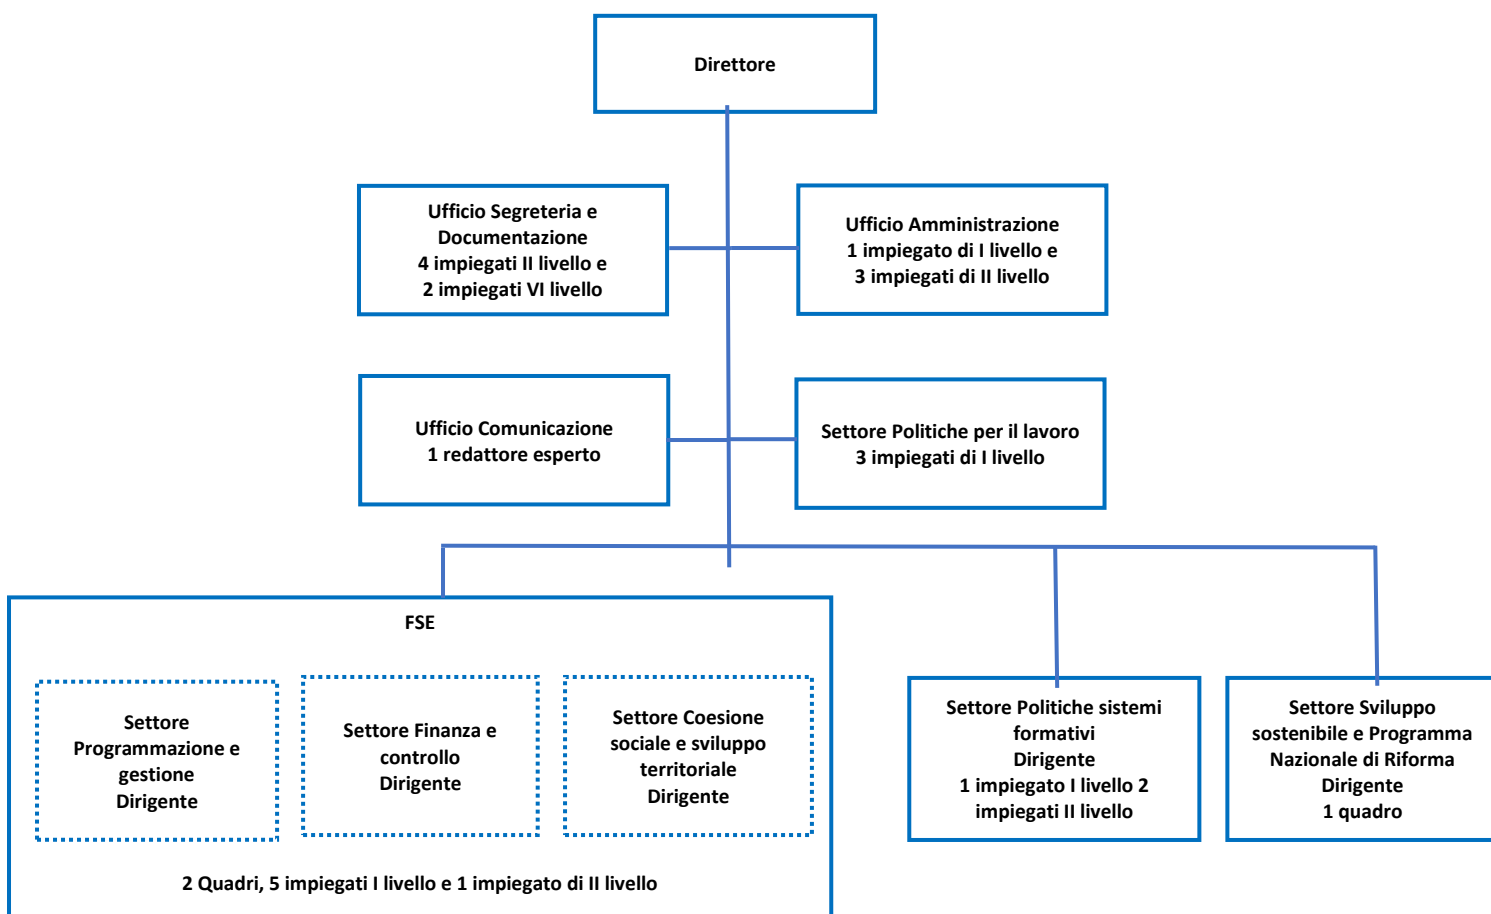 Direttore
Ufficio Segreteria e
Documentazione
4 impiegati II livello e
2 impiegati VI livello
Ufficio Amministrazione
1 impiegato di I livello e
3 impiegati di II livello
Ufficio Comunicazione
1 redattore esperto
Settore Politiche per il lavoro
3 impiegati di I livello
FSE
Settore
Programmazione e
gestione
Dirigente
Settore Finanza e
controllo
Dirigente
Settore Coesione
sociale e sviluppo
territoriale
Dirigente
2 Quadri, 5 impiegati I livello e 1 impiegato di II livello
Settore Politiche sistemi
formativi
Dirigente
1 impiegato I livello 2
impiegati II livello
Settore Sviluppo
sostenibile e Programma
Nazionale di Riforma
Dirigente
1 quadro